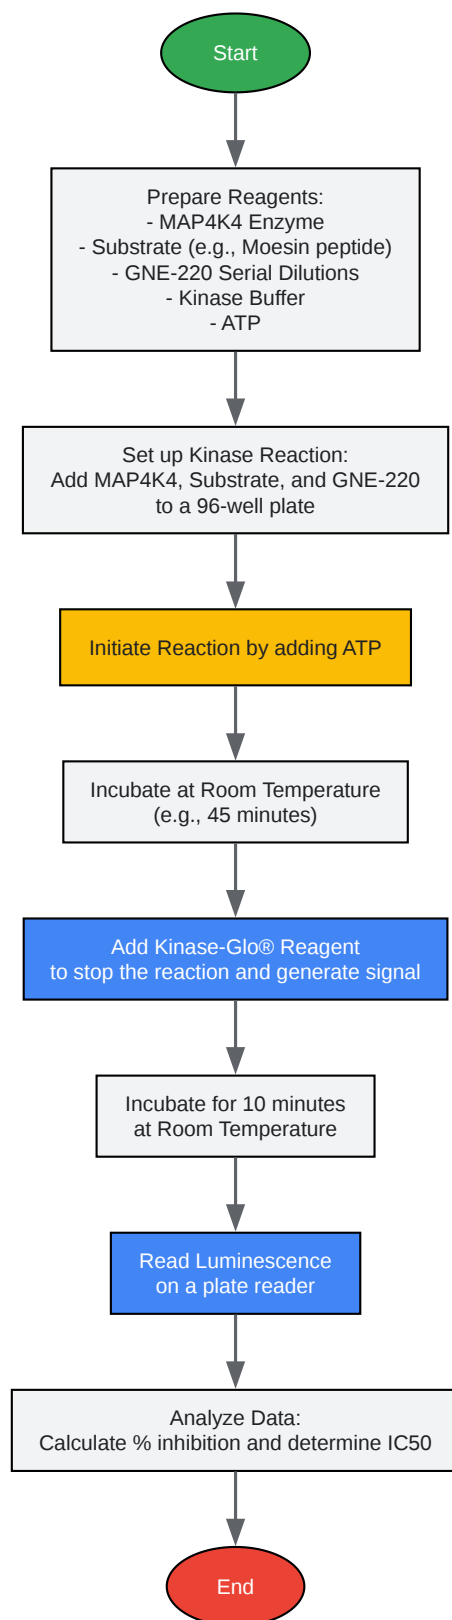 Start
Prepare Reagents:
- MAP4K4 Enzyme
- Substrate (e.g., Moesin peptide)
- GNE-220 Serial Dilutions
- Kinase Buffer
- ATP
Set up Kinase Reaction:
Add MAP4K4, Substrate, and GNE-220
to a 96-well plate
Initiate Reaction by adding ATP
Incubate at Room Temperature
(e.g., 45 minutes)
Add Kinase-Glo® Reagent
to stop the reaction and generate signal
Incubate for 10 minutes
at Room Temperature
Read Luminescence
on a plate reader
Analyze Data:
Calculate % inhibition and determine IC50
End